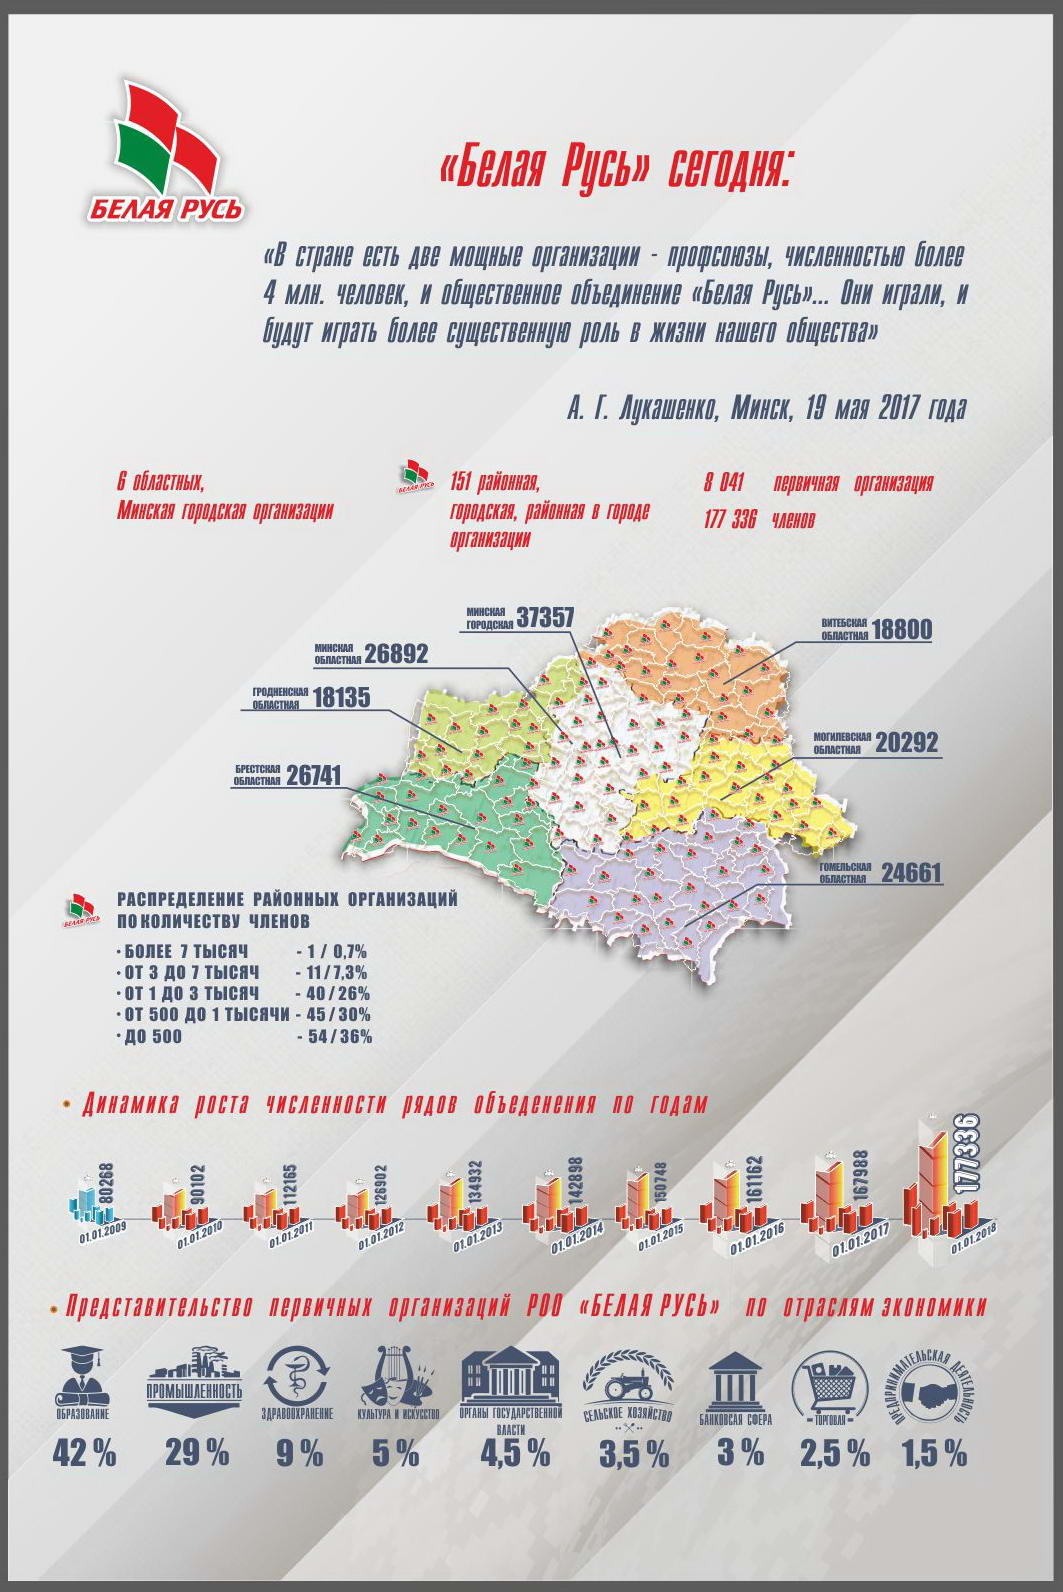 БЕЛАЯ РУСЬ
«Белая Русь» сегодня:
«В стране есть две мощные организации - профсоюзы, численностью более
4 млн. человек, и общественное объединение «Белая Русь»... Они играли, и
будут играть более существенную роль в жизни нашего общества»
А. Г. Лукашенко, Минск, 19 мая 2017 года
6 областных,
Минская городская организации
БЕЛАЯ РУСЬ
151 районная,
городская, районная в городе
организации
8 041 первичная организация
177 336 членов
МИНСКАЯ
ГОРОДСКАЯ 37357
МИНСКАЯ
ОБЛАСТНАЯ 26892
ГРОДНЕНСКАЯ
ОБЛАСТНАЯ 18135
БРЕСТСКАЯ
ОБЛАСТНАЯ 26741
ВИТЕБСКАЯ
ОБЛАСТНАЯ 18800
МОГИЛЕВСКАЯ
ОБЛАСТНАЯ 20292
ГОМЕЛЬСКАЯ
ОБЛАСТНАЯ 24661
БЕЛАЯ РУСЬ
РАСПРЕДЕЛЕНИЕ РАЙОННЫХ ОРГАНИЗАЦИЙ
ПО КОЛИЧЕСТВУ ЧЛЕНОВ
· БОЛЕЕ 7 ТЫСЯЧ - 1 / 0,7%
· ОТ 3 ДО 7 ТЫСЯЧ - 11 / 7,3%
· ОТ 1 ДО 3 ТЫСЯЧ - 40 / 26%
· ОТ 500 ДО 1 ТЫСЯЧИ - 45 / 30%
· ДО 500 - 54 / 36%
• Динамика роста численности рядов объеденения по годам
80268
90102
112165
126902
134932
142898
150748
161162
167988
177336
01.01.2009
01.01.2010
01.01.2011
01.01.2012
01.01.2013
01.01.2014
01.01.2015
01.01.2016
01.01.2017
01.01.2018
• Представительство первичных организаций РОО «БЕЛАЯ РУСЬ» по отраслям экономики
ОБРАЗОВАНИЕ
42 %
ПРОМЫШЛЕННОСТЬ
29 %
ЗДРАВООХРАНЕНИЕ
9 %
КУЛЬТУРА И ИСКУССТВО
5 %
ОРГАНЫ ГОСУДАРСТВЕННОЙ
ВЛАСТИ
4,5 %
СЕЛЬСКОЕ ХОЗЯЙСТВО
3,5 %
БАНКОВСАЯ СФЕРА
3 %
ТОРГОВЛЯ
2,5 %
ПРЕДПРИНИМАТЕЛЬСКАЯ ДЕЯТЕЛЬНОСТЬ
1,5 %